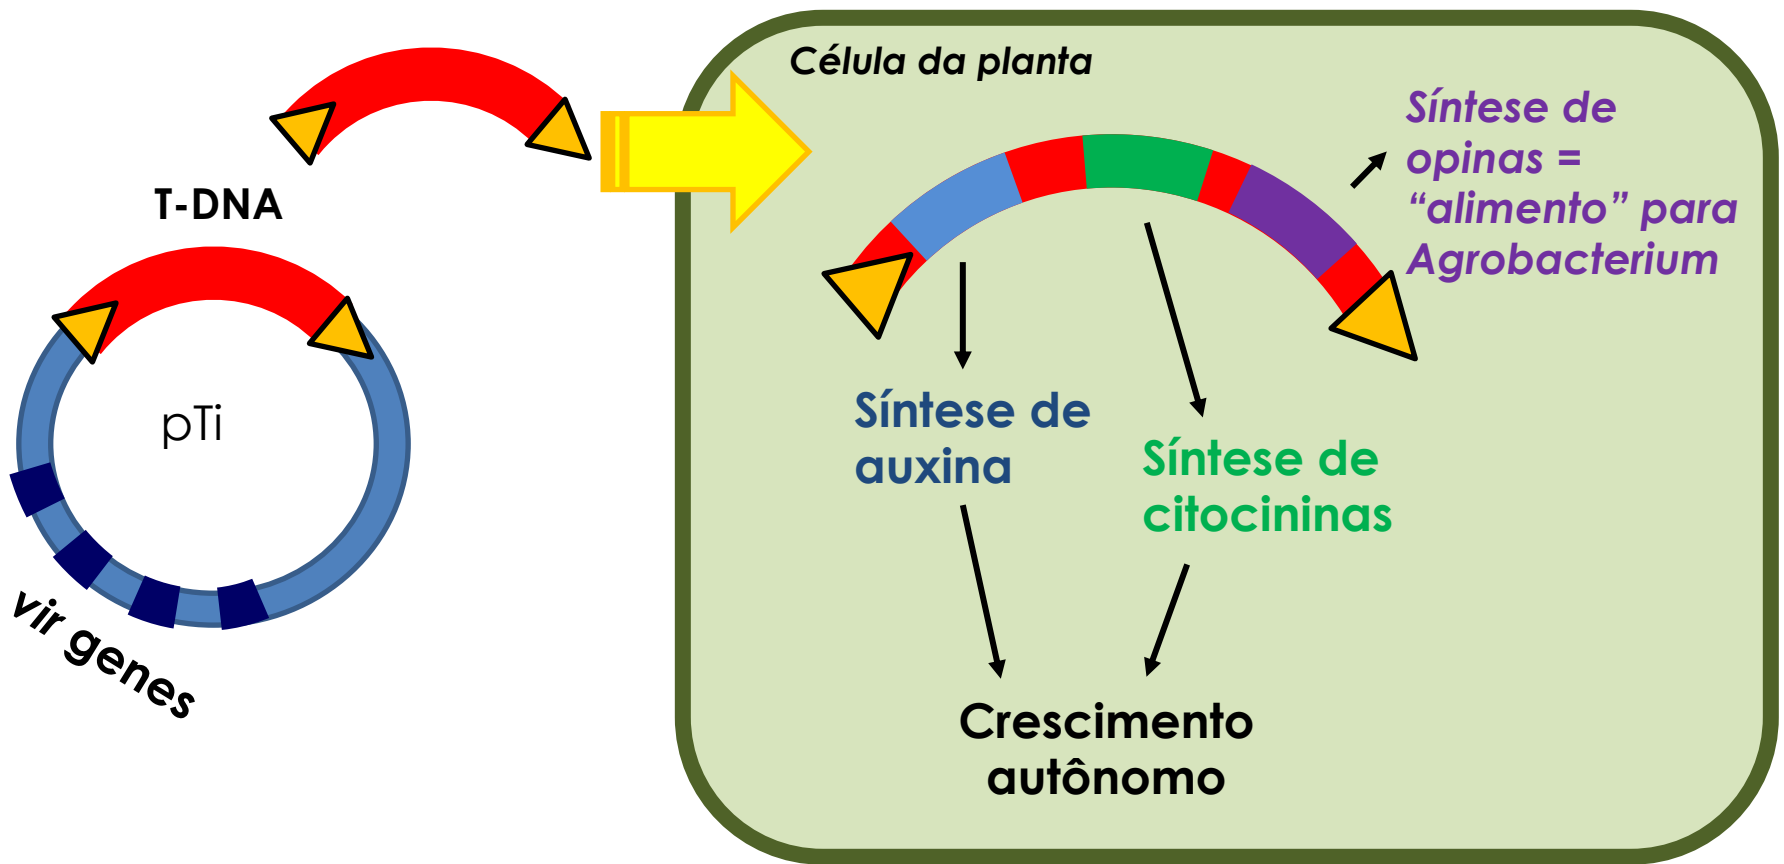 T-DNA
pTi
vir genes
Célula da planta
Síntese de
opinas =
“alimento” para
Agrobacterium
Síntese de
auxina
Síntese de
citocininas
Crescimento
autônomo